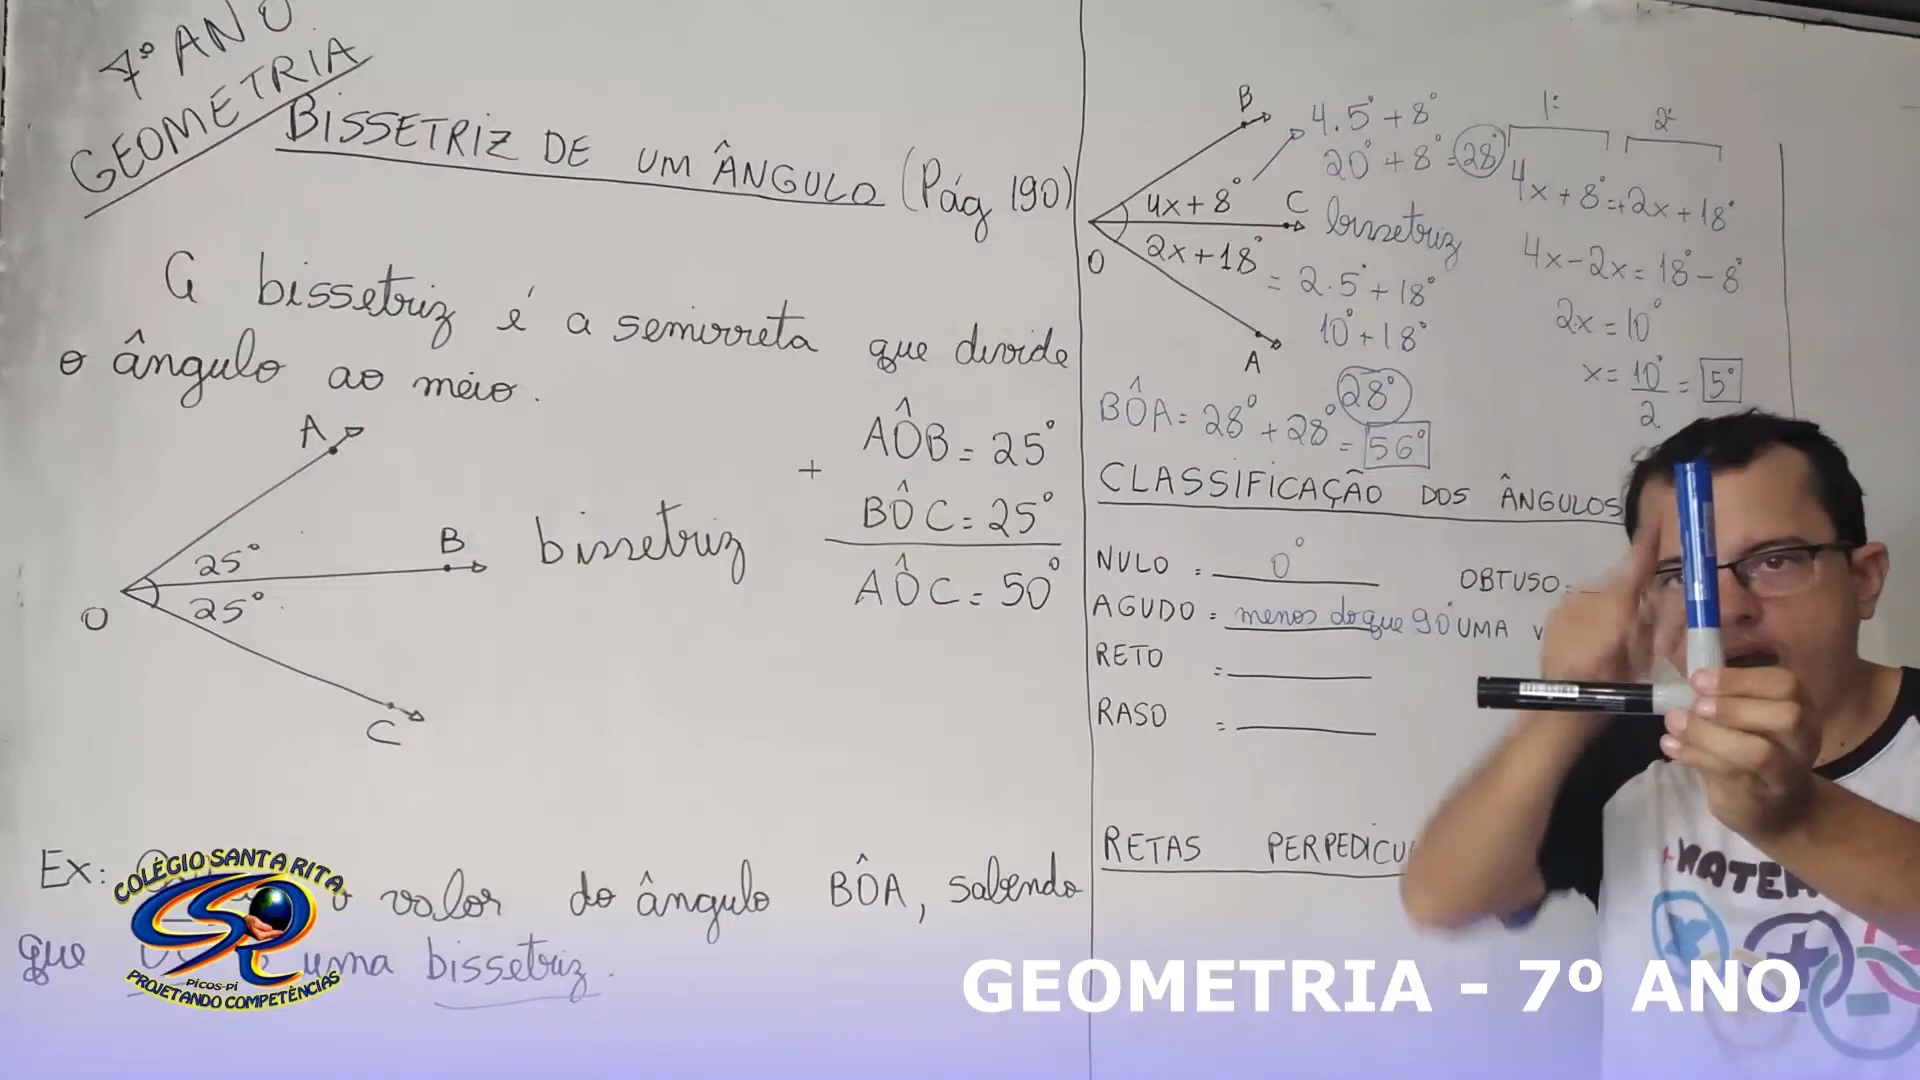 7º ANO
GEOMETRIA
BISSETRIZ DE UM ÂNGULO (Pág 190)
A bissetriz é a semirreta que divide
o ângulo ao meio.
A
25°
B
bissetriz
25°
O
C
+ AÔB = 25°
BÔC = 25°
AÔC = 50°
Ex: o valor do ângulo BÔA, sabendo
que uma bissetriz.
B
4x+8°
C bissetriz
O
2x+18°
A
4.5°+8°
20°+8°=28°
= 2.5°+18°
10°+18°
28°
1º 2º
4x+8°=+2x+18°
4x-2x=18°-8°
2x=10°
x=10°/2=5°
BÔA=28°+28°=56°
CLASSIFICAÇÃO DOS ÂNGULOS
NULO = 0°
OBTUSO:
AGUDO = menos do que 90°
UMA V
RETO =
RASO =
RETAS PERPEDICU
COLÉGIO SANTA RITA
PICOS-PI
PROJETANDO COMPETÊNCIAS
+MATEM
GEOMETRIA - 7º ANO